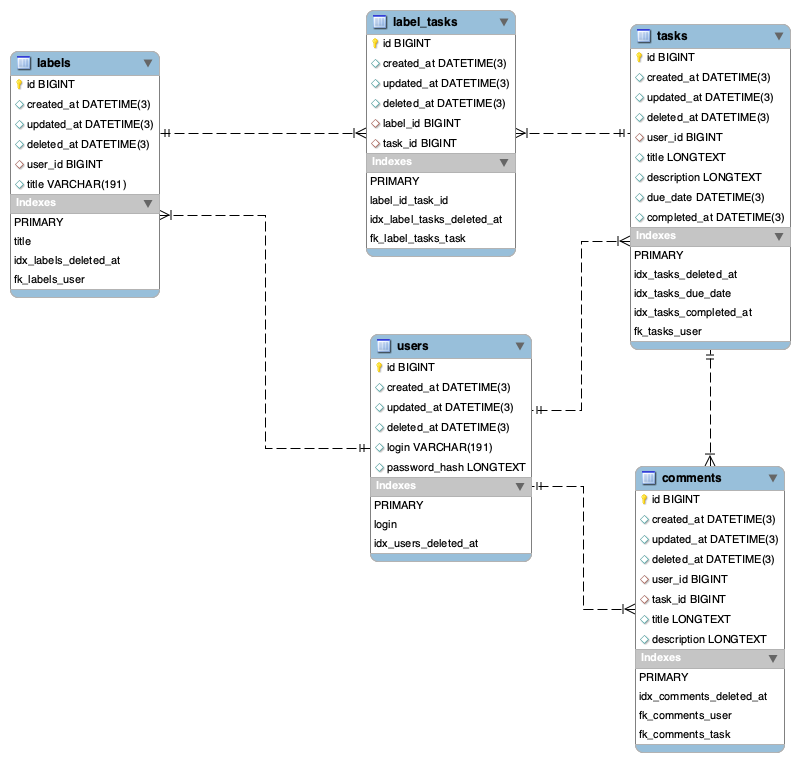 labels
id BIGINT
created_at DATETIME(3)
updated_at DATETIME(3)
deleted_at DATETIME(3)
user_id BIGINT
title VARCHAR(191)
Indexes
PRIMARY
title
idx_labels_deleted_at
fk_labels_user
label_tasks
id BIGINT
created_at DATETIME(3)
updated_at DATETIME(3)
deleted_at DATETIME(3)
label_id BIGINT
task_id BIGINT
Indexes
PRIMARY
label_id_task_id
idx_label_tasks_deleted_at
fk_label_tasks_task
tasks
id BIGINT
created_at DATETIME(3)
updated_at DATETIME(3)
deleted_at DATETIME(3)
user_id BIGINT
title LONGTEXT
description LONGTEXT
due_date DATETIME(3)
completed_at DATETIME(3)
Indexes
PRIMARY
idx_tasks_deleted_at
idx_tasks_due_date
idx_tasks_completed_at
fk_tasks_user
users
id BIGINT
created_at DATETIME(3)
updated_at DATETIME(3)
deleted_at DATETIME(3)
login VARCHAR(191)
password_hash LONGTEXT
Indexes
PRIMARY
login
idx_users_deleted_at
comments
id BIGINT
created_at DATETIME(3)
updated_at DATETIME(3)
deleted_at DATETIME(3)
user_id BIGINT
task_id BIGINT
title LONGTEXT
description LONGTEXT
Indexes
PRIMARY
idx_comments_deleted_at
fk_comments_user
fk_comments_task